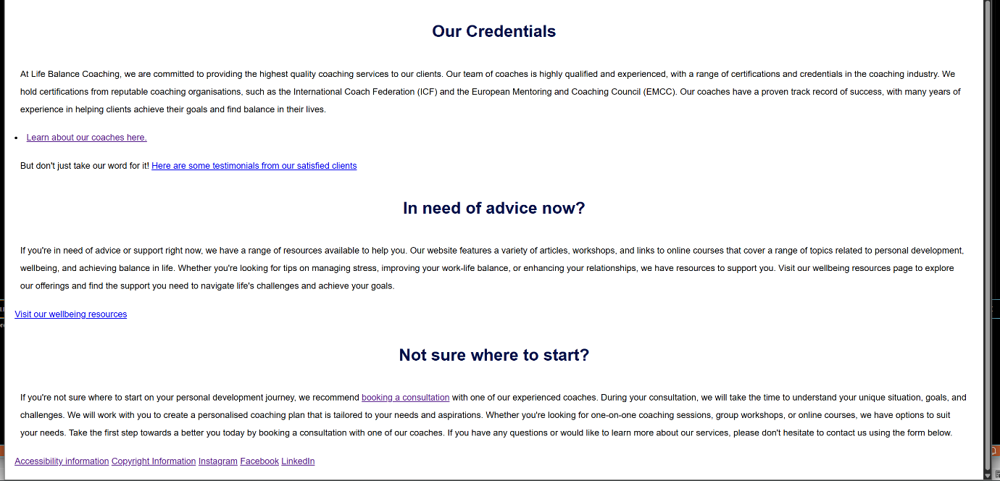 Our Credentials
At Life Balance Coaching, we are committed to providing the highest quality coaching services to our clients. Our team of coaches is highly qualified and experienced, with a range of certifications and credentials in the coaching industry. We
hold certifications from reputable coaching organisations, such as the International Coach Federation (ICF) and the European Mentoring and Coaching Council (EMCC). Our coaches have a proven track record of success, with many years of
experience in helping clients achieve their goals and find balance in their lives.
• Learn about our coaches here.
But don't just take our word for it! Here are some testimonials from our satisfied clients
In need of advice now?
If you're in need of advice or support right now, we have a range of resources available to help you. Our website features a variety of articles, workshops, and links to online courses that cover a range of topics related to personal development,
wellbeing, and achieving balance in life. Whether you're looking for tips on managing stress, improving your work-life balance, or enhancing your relationships, we have resources to support you. Visit our wellbeing resources page to explore
our offerings and find the support you need to navigate life's challenges and achieve your goals.
Visit our wellbeing resources
Not sure where to start?
If you're not sure where to start on your personal development journey, we recommend booking a consultation with one of our experienced coaches. During your consultation, we will take the time to understand your unique situation, goals, and
challenges. We will work with you to create a personalised coaching plan that is tailored to your needs and aspirations. Whether you're looking for one-on-one coaching sessions, group workshops, or online courses, we have options to suit
your needs. Take the first step towards a better you today by booking a consultation with one of our coaches. If you have any questions or would like to learn more about our services, please don't hesitate to contact us using the form below.
Accessibility information Copyright Information Instagram Facebook LinkedIn